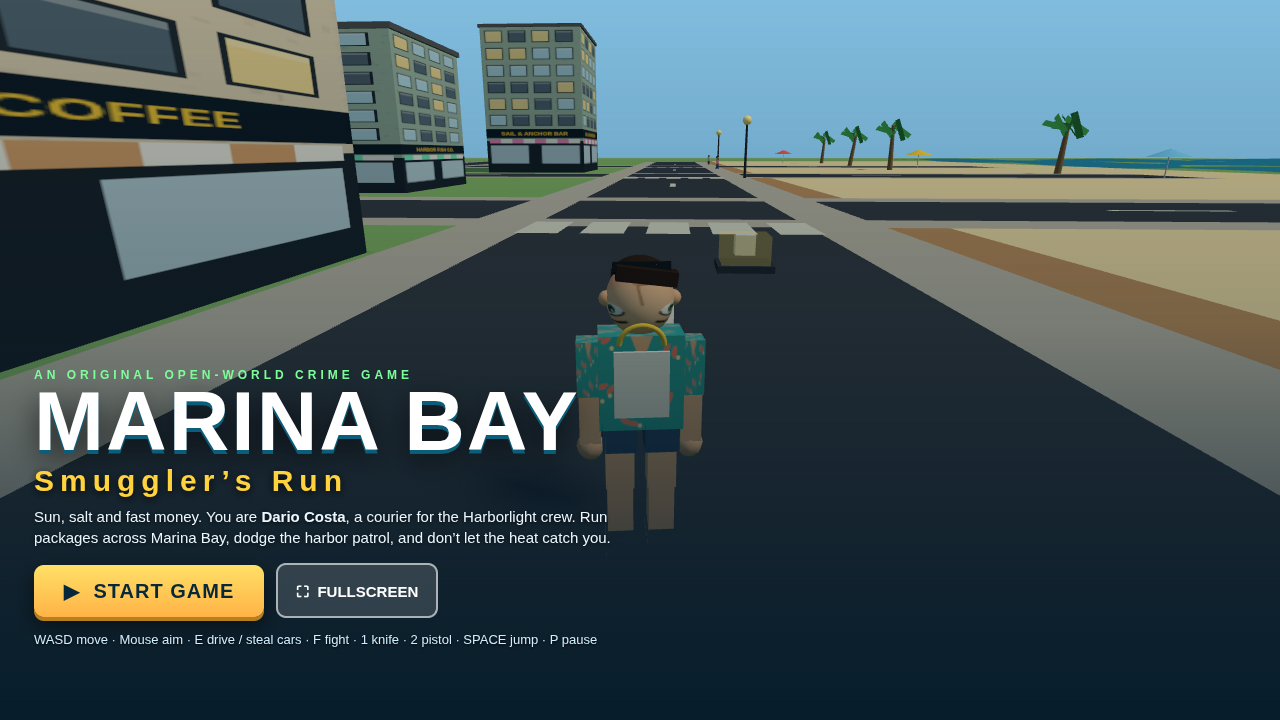 COFFEE
SAIL & ANCHOR BAR
HARBOR FISH CO.
AN ORIGINAL OPEN-WORLD CRIME GAME
MARINA BAY
Smuggler’s Run
Sun, salt and fast money. You are Dario Costa, a courier for the Harborlight crew. Run
packages across Marina Bay, dodge the harbor patrol, and don’t let the heat catch you.
▶ START GAME
⛶ FULLSCREEN
WASD move · Mouse aim · E drive / steal cars · F fight · 1 knife · 2 pistol · SPACE jump · P pause